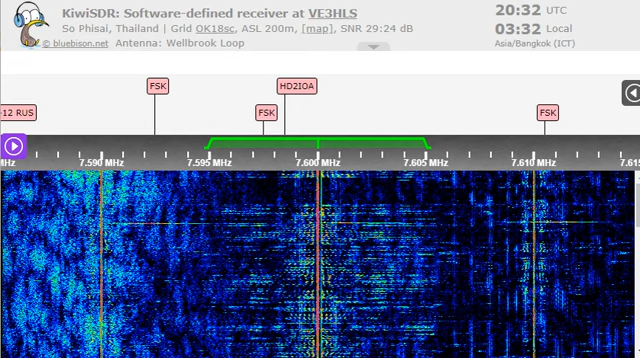 KiwiSDR: Software-defined receiver at VE3HLS
So Phisai, Thailand | Grid OK18sc, ASL 200m, [map], SNR 29:24 dB
© bluebison.net Antenna: Wellbrook Loop
20:32 UTC
03:32 Local
Asia/Bangkok (ICT)
FSK
HD2IOA
-12 RUS
FSK
FSK
MHz
7.590 MHz
7.595 MHz
7.600 MHz
7.605 MHz
7.610 MHz
7.615